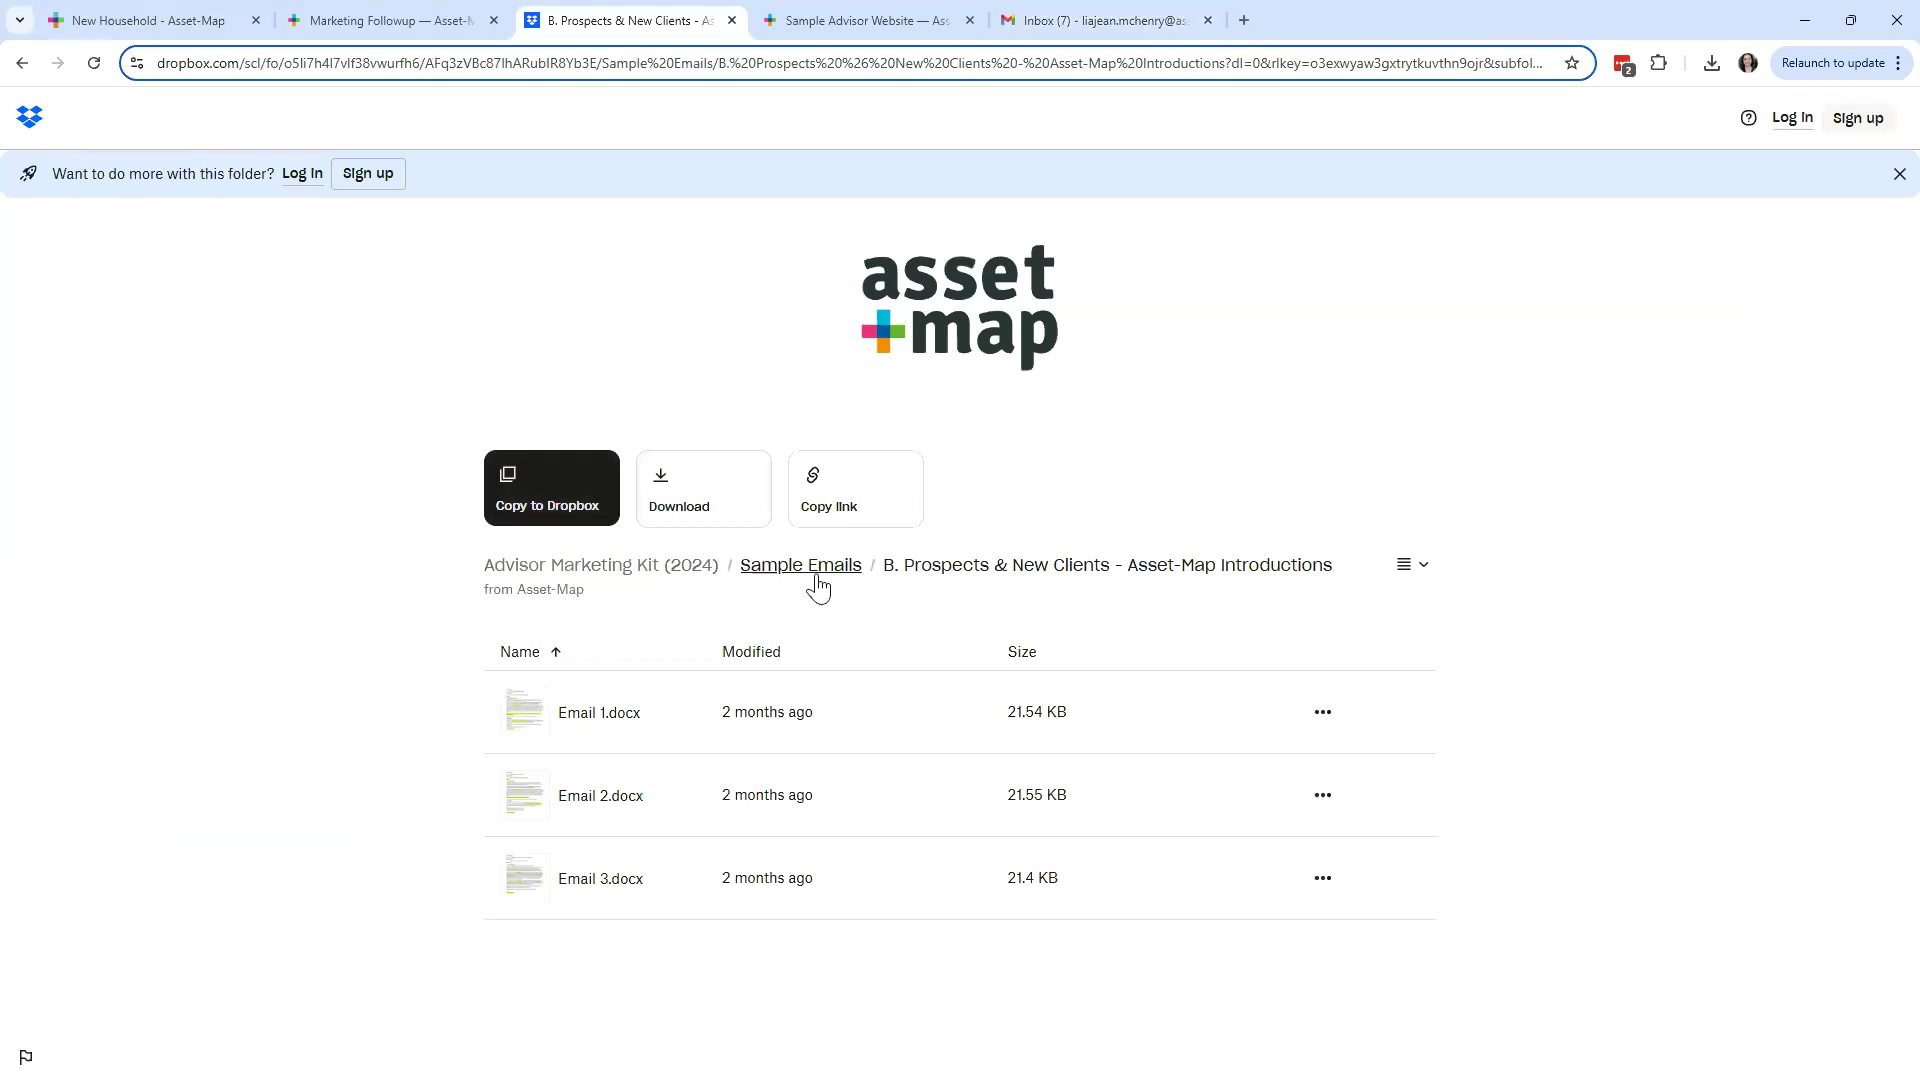 New Household - Asset-Map
Marketing Followup — Asset-M
B. Prospects & New Clients - As
Sample Advisor Website — Ass
Inbox (7) - liajean.mchenry@as
dropbox.com/scl/fo/o5li7h4l7vlf38vwurfh6/AFq3zVBc87lhARubIR8Yb3E/Sample%20Emails/B.%20Prospects%20%26%20New%20Clients%20-%20Asset-Map%20Introductions?dl=0&rlkey=o3exwyaw3gxtrytkuvthn9ojr&subfol...
2
Relaunch to update
Log in
Sign up
Want to do more with this folder? Log in Sign up
asset
map
Copy to Dropbox
Download
Copy link
Advisor Marketing Kit (2024) / Sample Emails / B. Prospects & New Clients - Asset-Map Introductions
from Asset-Map
Name Modified Size
Email 1.docx 2 months ago 21.54 KB
Email 2.docx 2 months ago 21.55 KB
Email 3.docx 2 months ago 21.4 KB